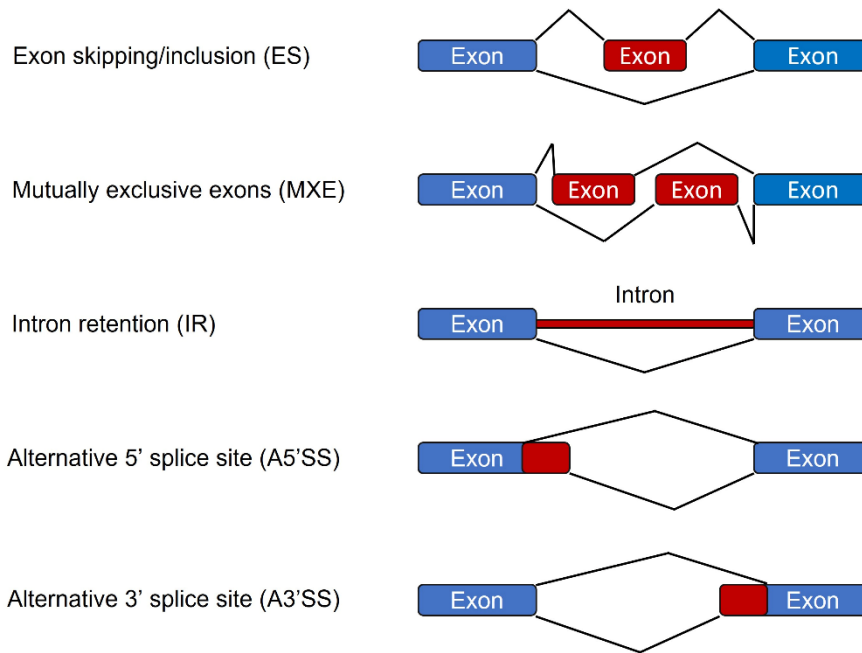 Exon skipping/inclusion (ES) Exon Exon Exon
Mutually exclusive exons (MXE) Exon Exon Exon Exon
Intron
Intron retention (IR) Exon Exon
Alternative 5’ splice site (A5’SS) Exon Exon
Alternative 3’ splice site (A3’SS) Exon Exon